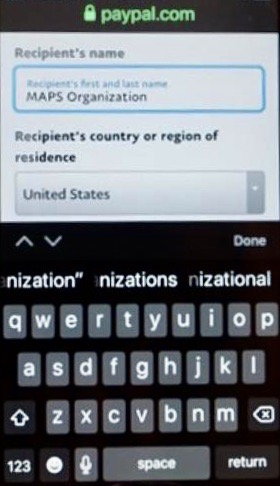 paypal.com
Recipient's name
Recipient's first and last name
MAPS Organization
Recipient's country or region of
residence
United States
Done
anization" nizations nizational
q w e r t y u i o p
a s d f g h j k l
z x c v b n m
123 space return